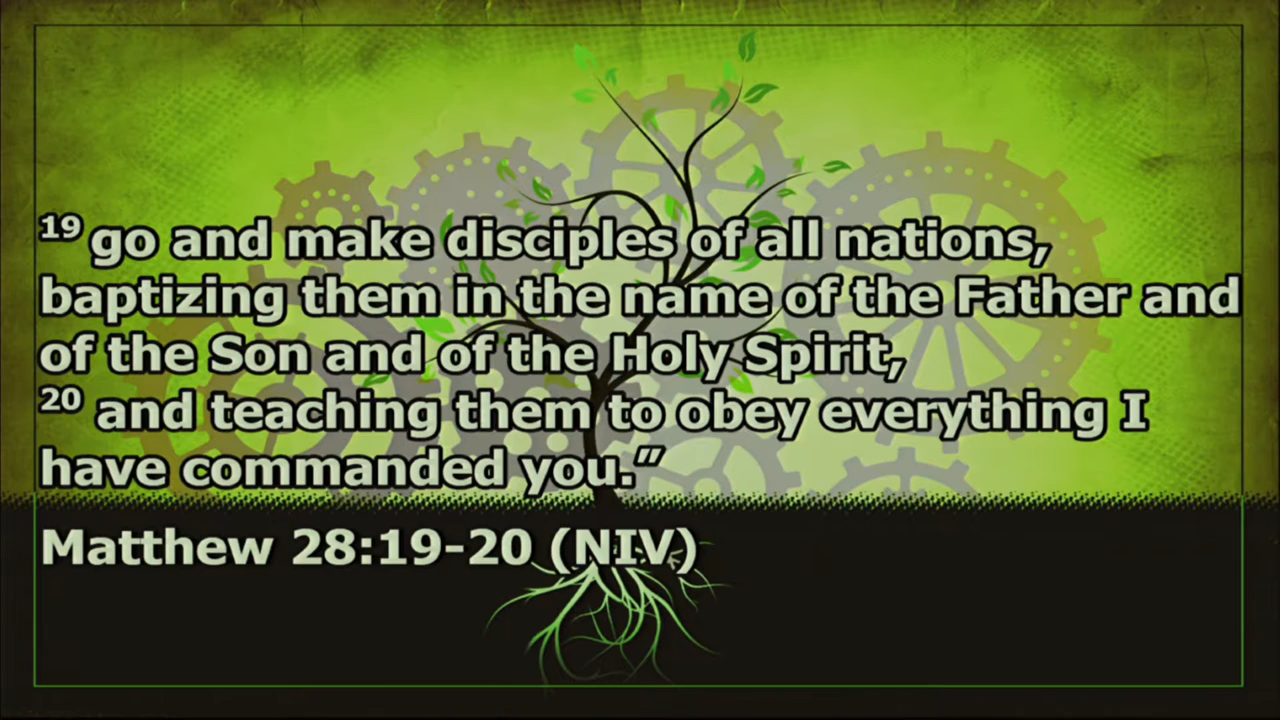 19 go and make disciples of all nations,
baptizing them in the name of the Father and
of the Son and of the Holy Spirit,
20 and teaching them to obey everything I
have commanded you.”
Matthew 28:19-20 (NIV)